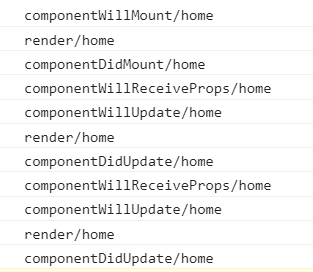 componentWillMount/home
render/home
componentDidMount/home
componentWillReceiveProps/home
componentWillUpdate/home
render/home
componentDidUpdate/home
componentWillReceiveProps/home
componentWillUpdate/home
render/home
componentDidUpdate/home